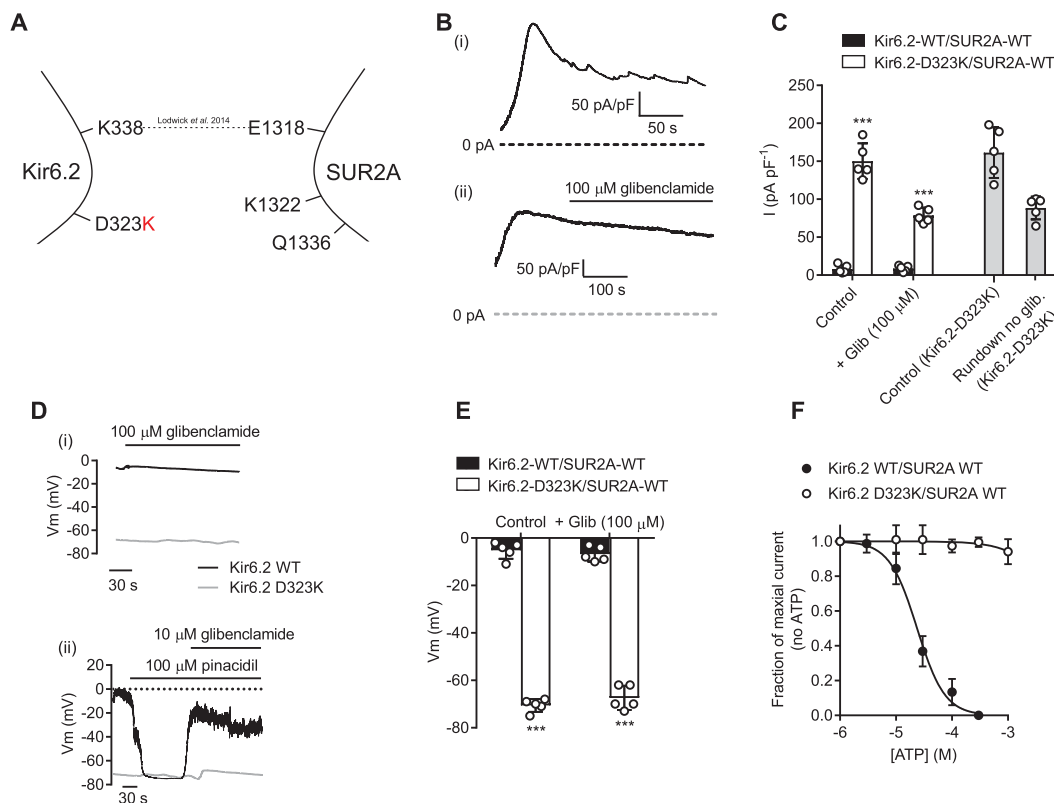 A
K338
Lodwick et al. 2014
E1318
Kir6.2
SUR2A
K1322
D323K
Q1336
B
(i)
50 pA/pF
50 s
0 pA
(ii)
100 μM glibenclamide
50 pA/pF
100 s
0 pA
C
Kir6.2-WT/SUR2A-WT
Kir6.2-D323K/SUR2A-WT
I (pA pF-1)
250
200
150
100
50
0
***
***
Control
+ Glib (100 μM)
Control (Kir6.2-D323K)
Rundown no glib.
(Kir6.2-D323K)
D
(i)
100 μM glibenclamide
Vm (mV)
0
-20
-40
-60
-80
30 s
Kir6.2 WT
Kir6.2 D323K
(ii)
10 μM glibenclamide
100 μM pinacidil
Vm (mV)
20
0
-20
-40
-60
-80
30 s
E
Kir6.2-WT/SUR2A-WT
Kir6.2-D323K/SUR2A-WT
Control
+ Glib (100 μM)
Vm (mV)
0
-20
-40
-60
-80
***
***
F
Kir6.2 WT/SUR2A WT
Kir6.2 D323K/SUR2A WT
Fraction of maxial current
(no ATP)
1.0
0.8
0.6
0.4
0.2
0.0
-6
-5
-4
-3
[ATP] (M)